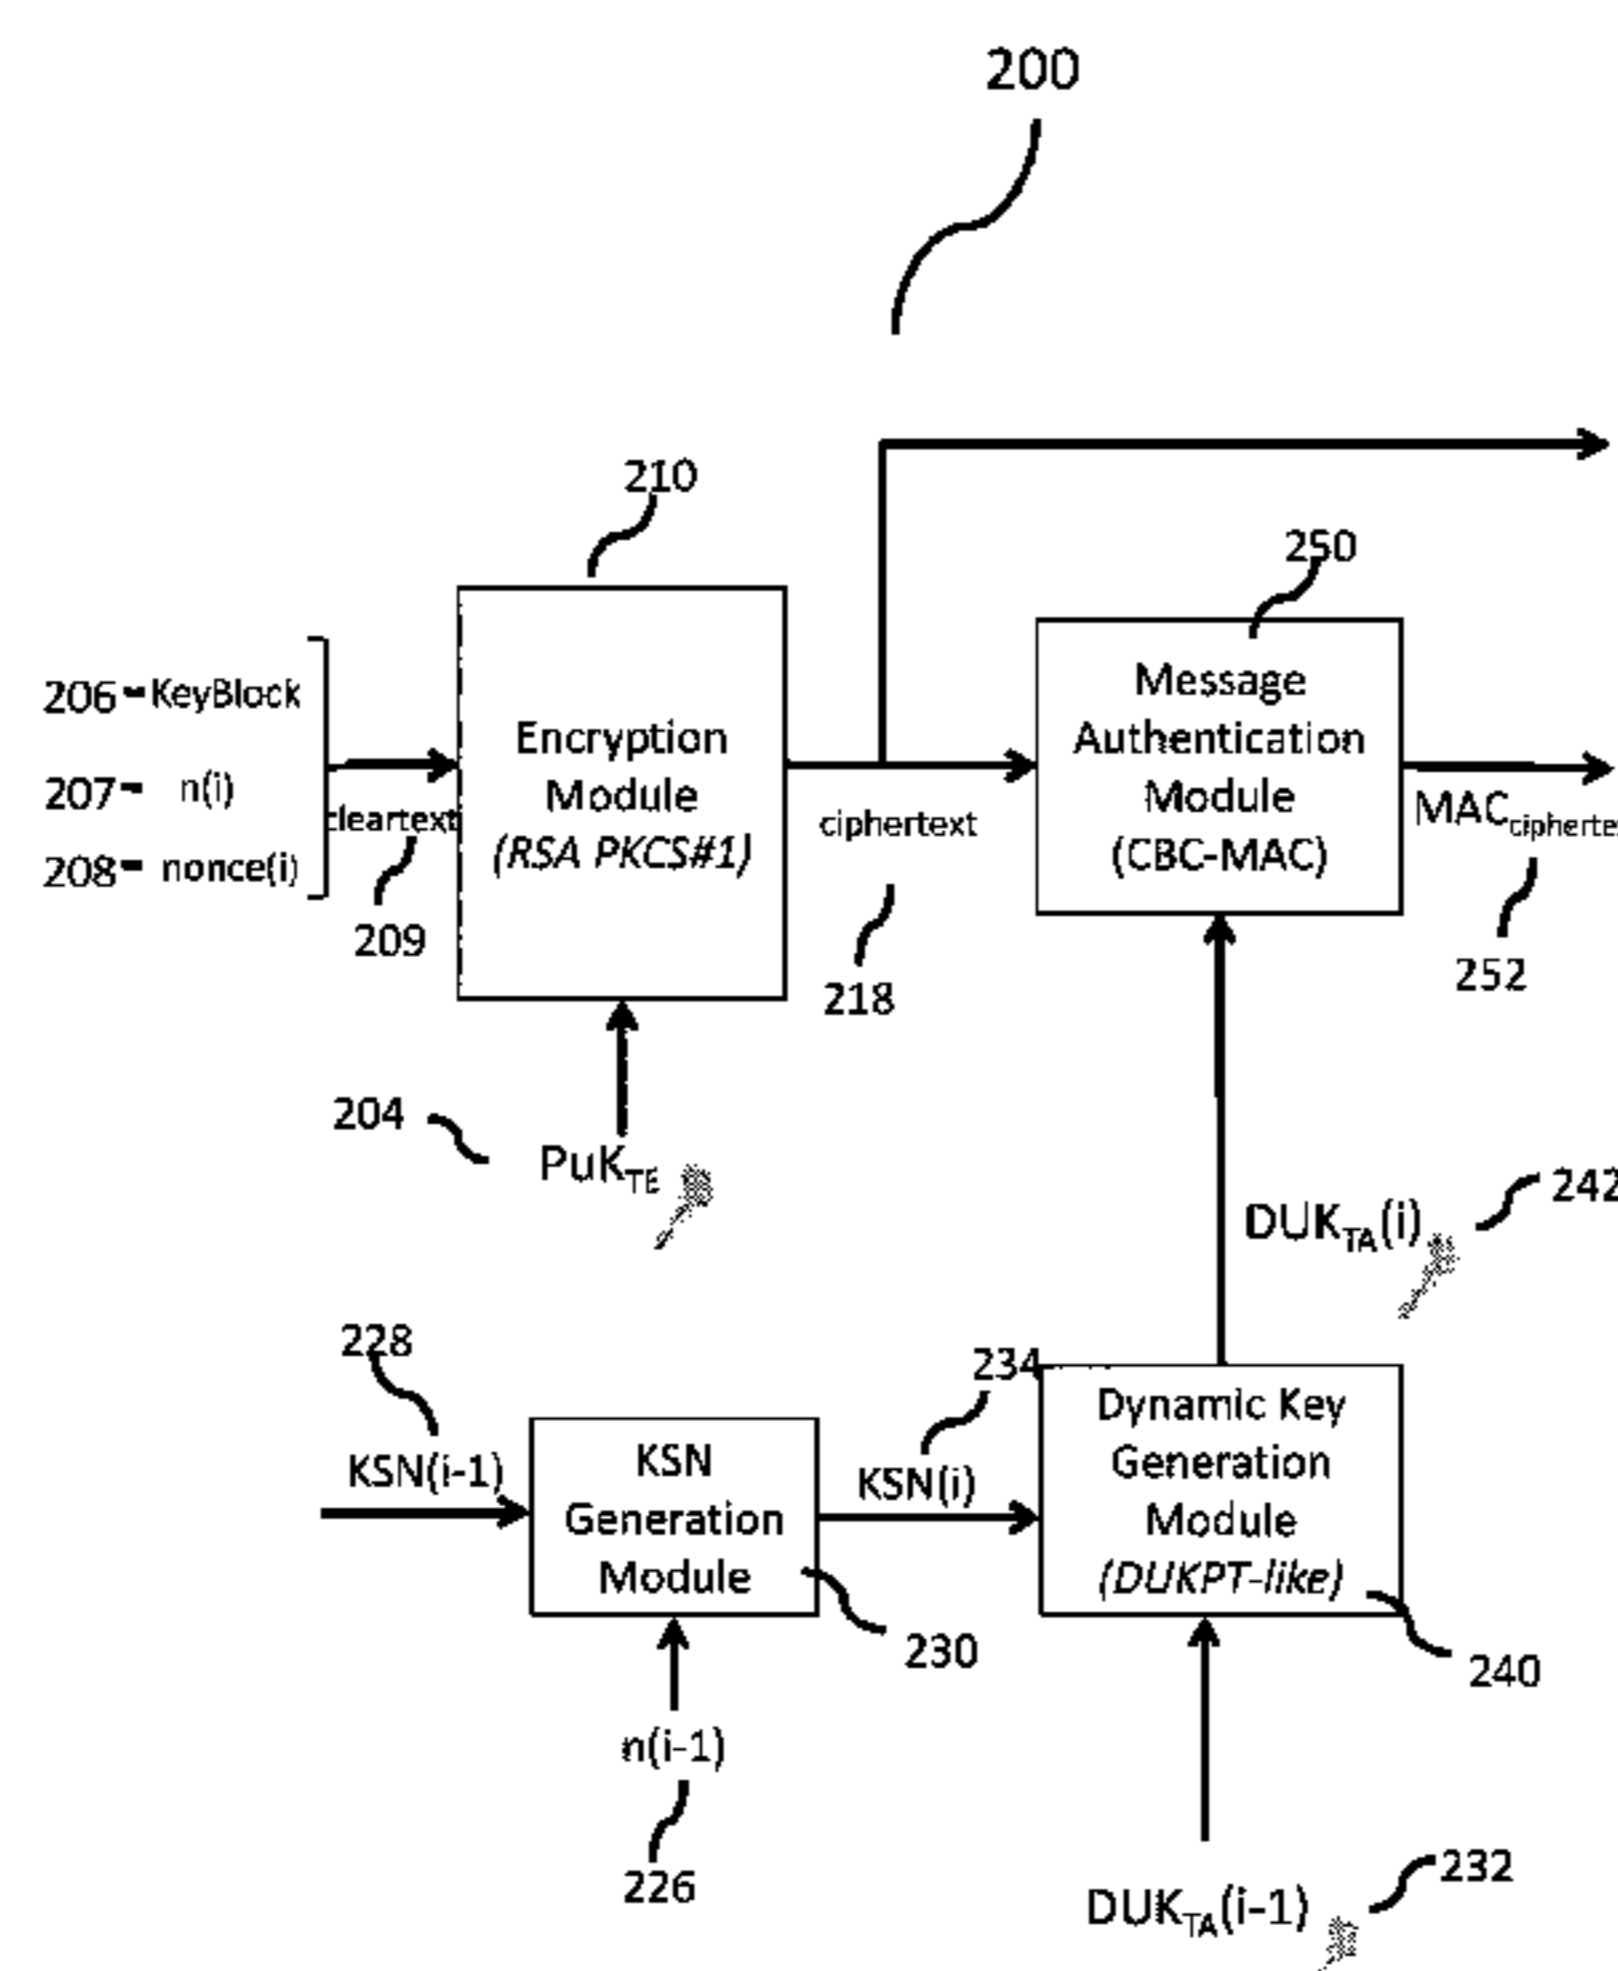 200
210
250
206 KeyBlock
207 n(i)
208 nonce(i)
cleartext
209
Encryption
Module
(RSA PKCS#1)
ciphertext
218
Message
Authentication
Module
(CBC-MAC)
MACcipherte
252
204
PuKTE
DUKTA(i)
242
228
KSN(i-1)
KSN
Generation
Module
230
234
KSN(i)
Dynamic Key
Generation
Module
(DUKPT-like)
240
n(i-1)
226
DUKTA(i-1)
232